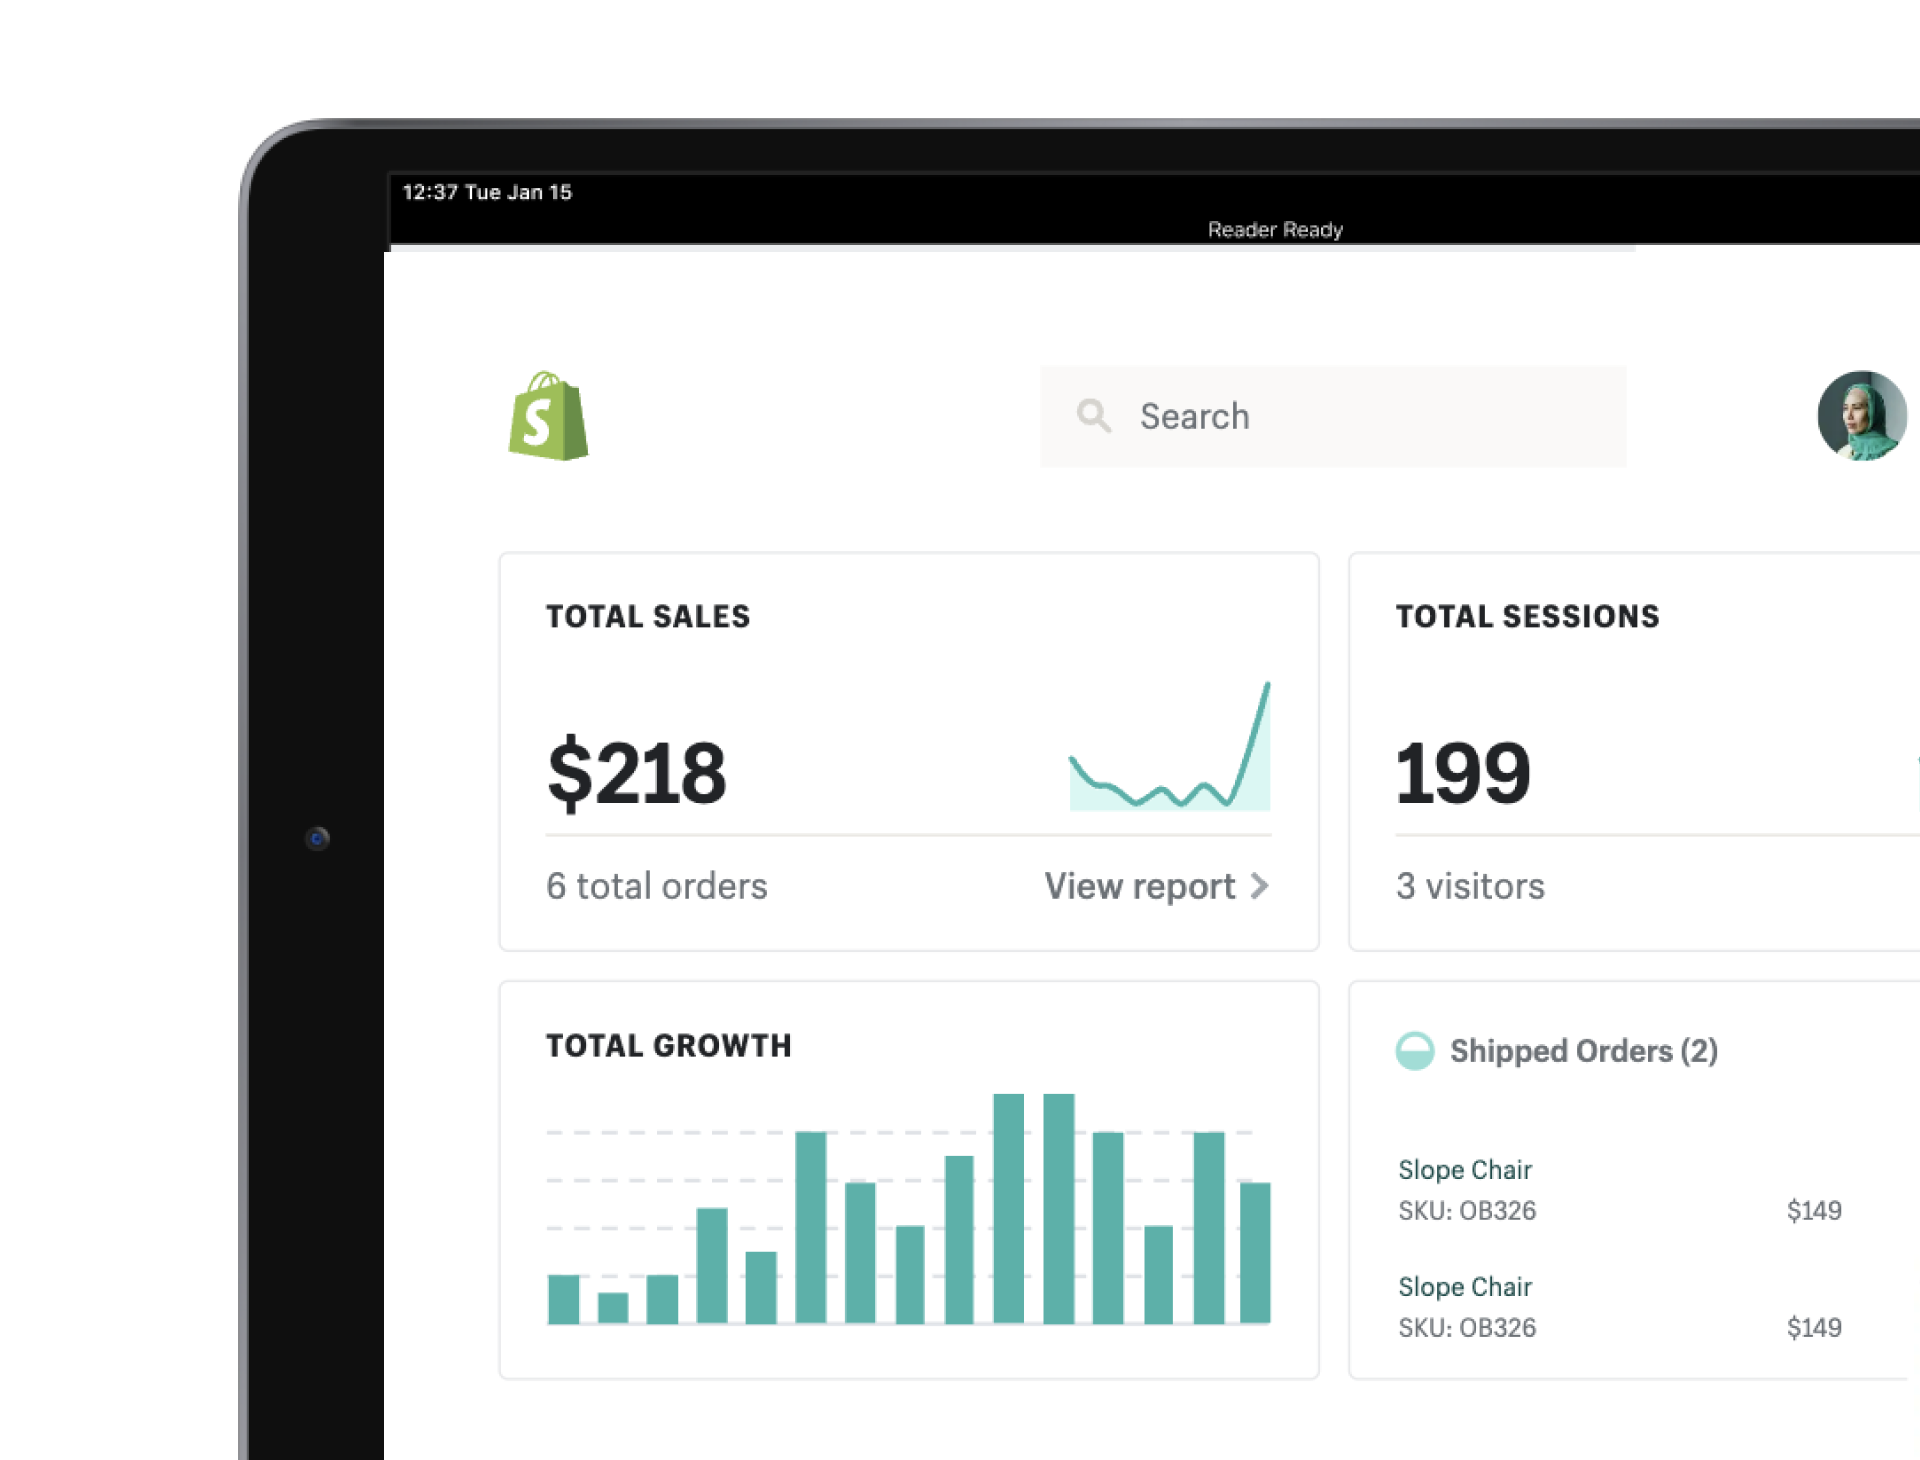 12:37 Tue Jan 15
Reader Ready
S
Search
TOTAL SALES
$218
6 total orders
View report
TOTAL SESSIONS
199
3 visitors
TOTAL GROWTH
Shipped Orders (2)
Slope Chair
SKU: OB326
$149
Slope Chair
SKU: OB326
$149